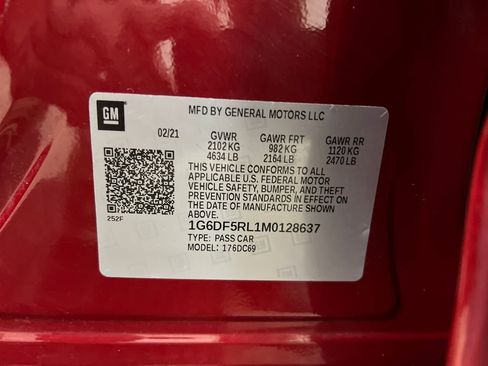 GM
MFD BY GENERAL MOTORS LLC
02/21
GVWR GAWR FRT GAWR RR
2102 KG 982 KG 1120 KG
4634 LB 2164 LB 2470 LB
THIS VEHICLE CONFORMS TO ALL
APPLICABLE U.S. FEDERAL MOTOR
VEHICLE SAFETY, BUMPER, AND THEFT
PREVENTION STANDARDS IN EFFECT ON
THE DATE OF MANUFACTURE SHOWN
ABOVE.
252F
1G6DF5RL1M0128637
TYPE: PASS CAR
MODEL: 176DC69